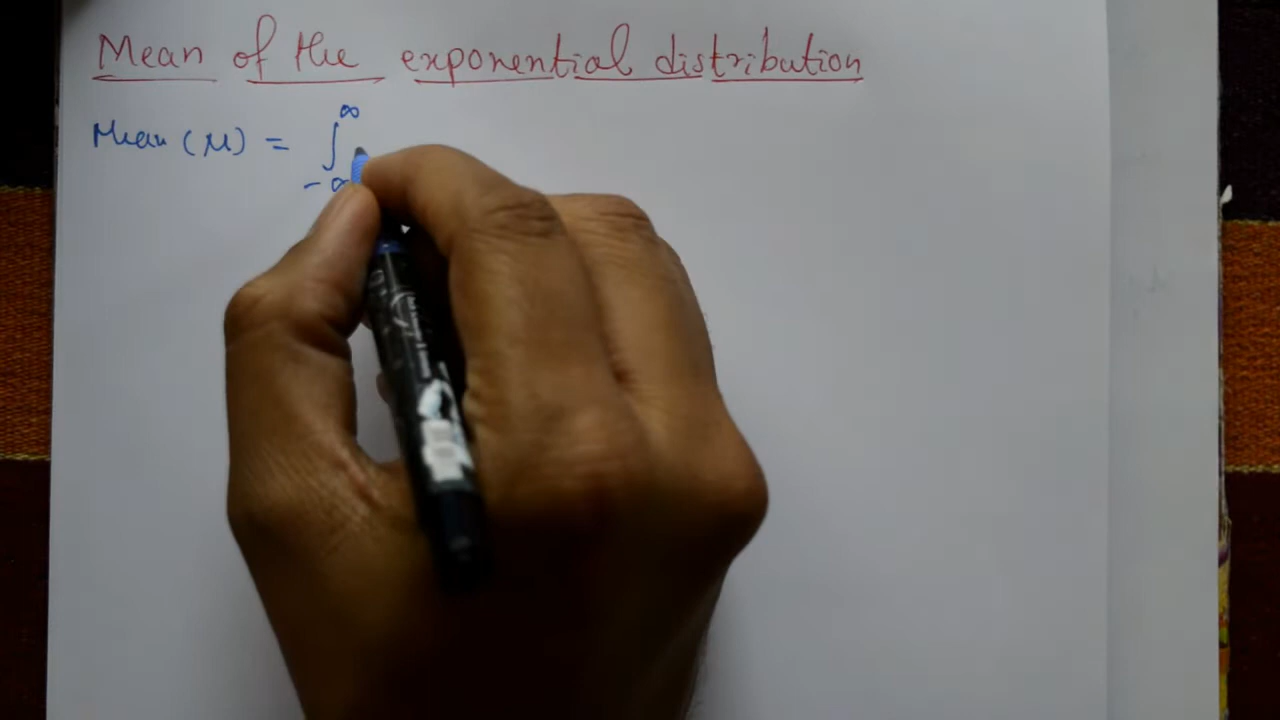 Mean of the exponential distribution
Mean (μ) = ∫ ∞ -∞